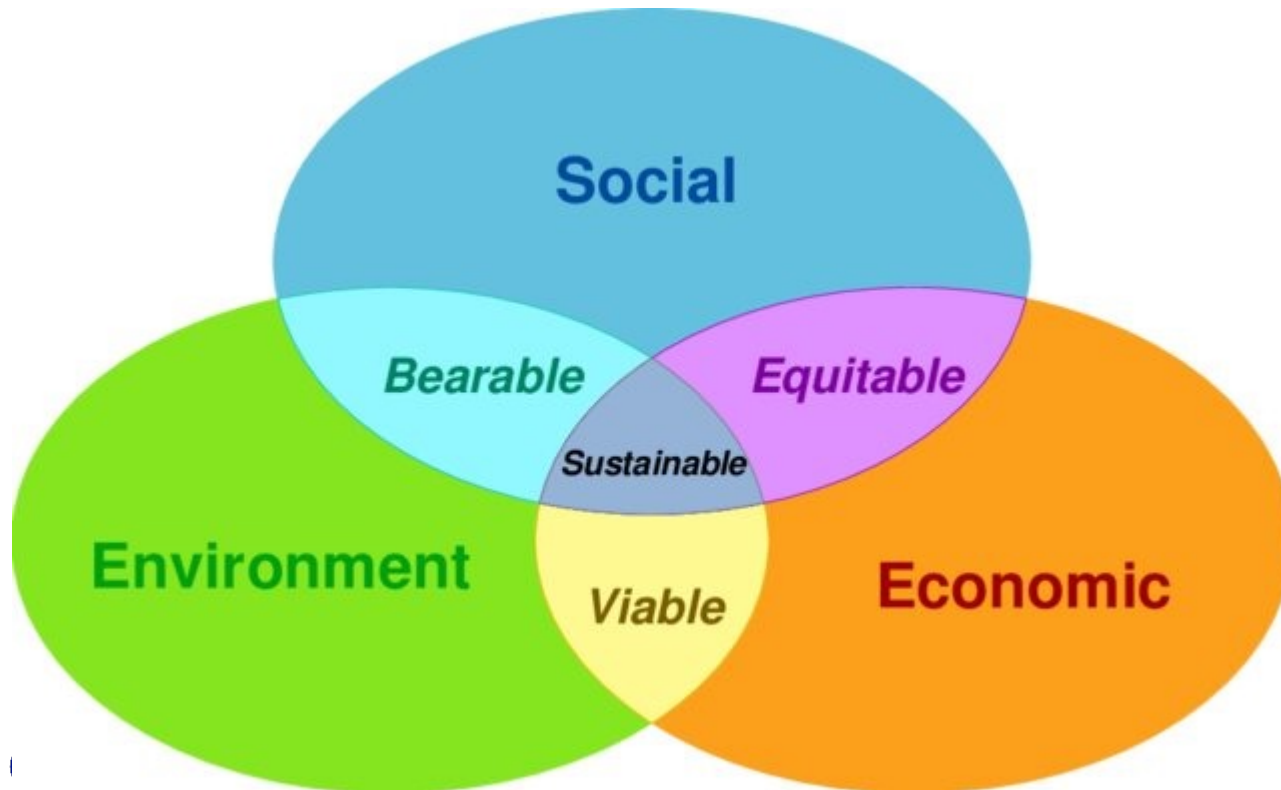 Social
Bearable
Equitable
Sustainable
Environment
Economic
Viable